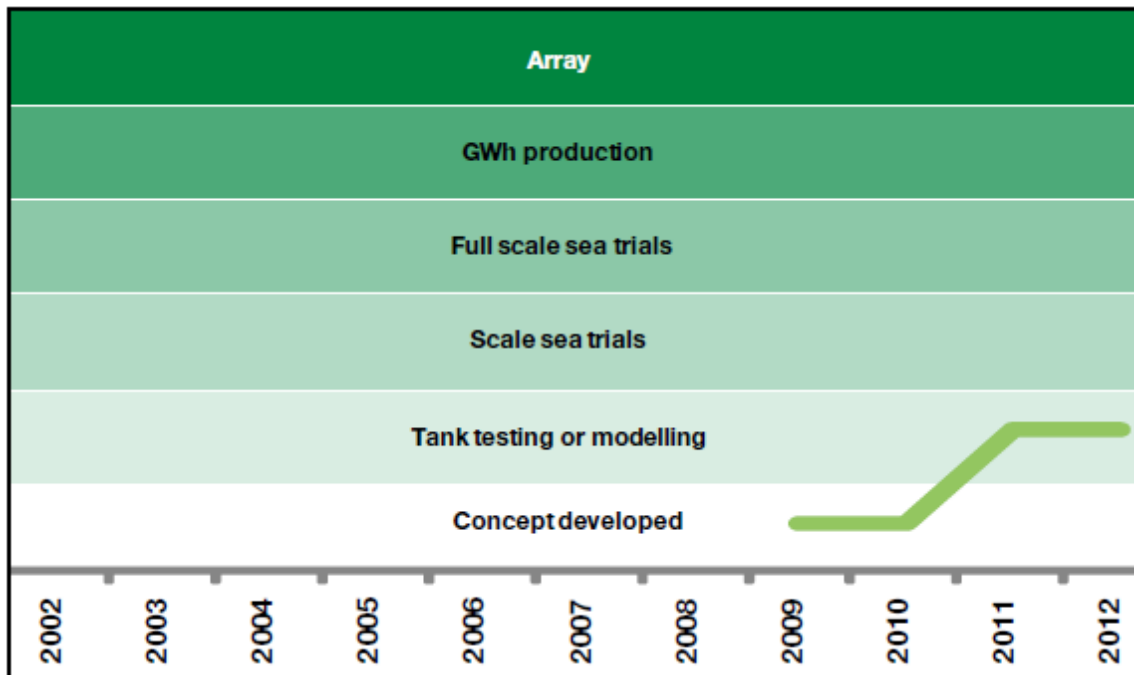 Array
GWh production
Full scale sea trials
Scale sea trials
Tank testing or modelling
Concept developed
2002
2003
2004
2005
2006
2007
2008
2009
2010
2011
2012